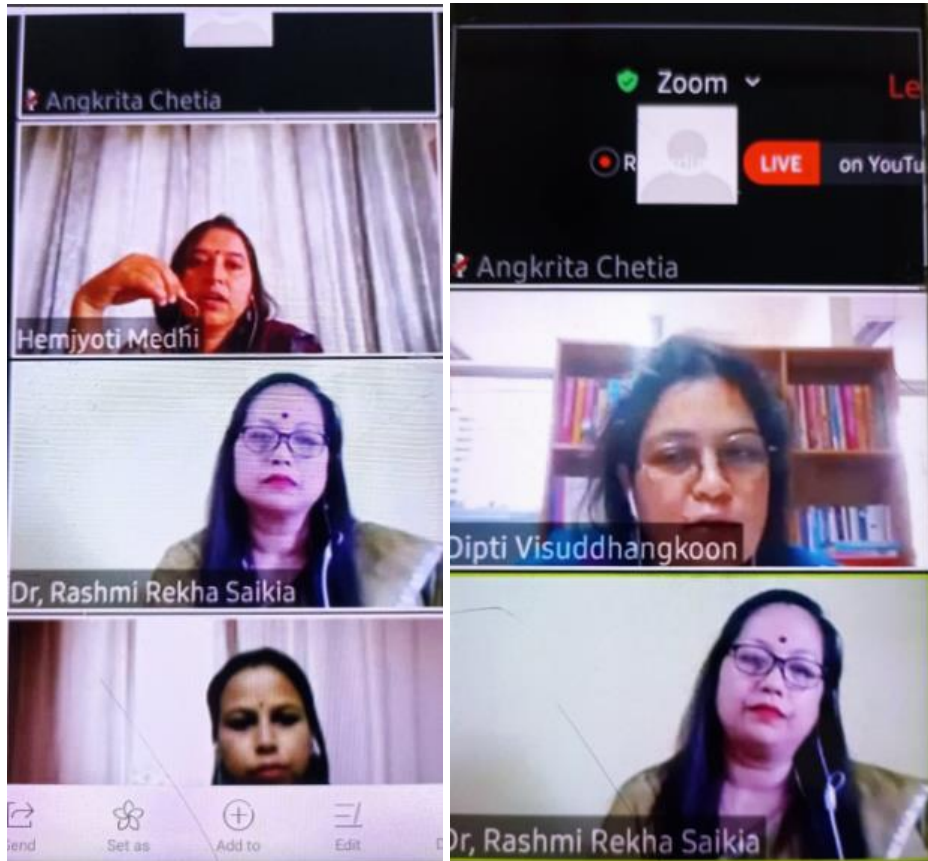 Angkrita Chetia
Hemjyoti Medhi
Dr, Rashmi Rekha Saikia
Send
Set as
Add to
Edit
Zoom
Le
LIVE
on YouTu
Angkrita Chetia
Dipti Visuddhangkoon
Dr, Rashmi Rekha Saikia